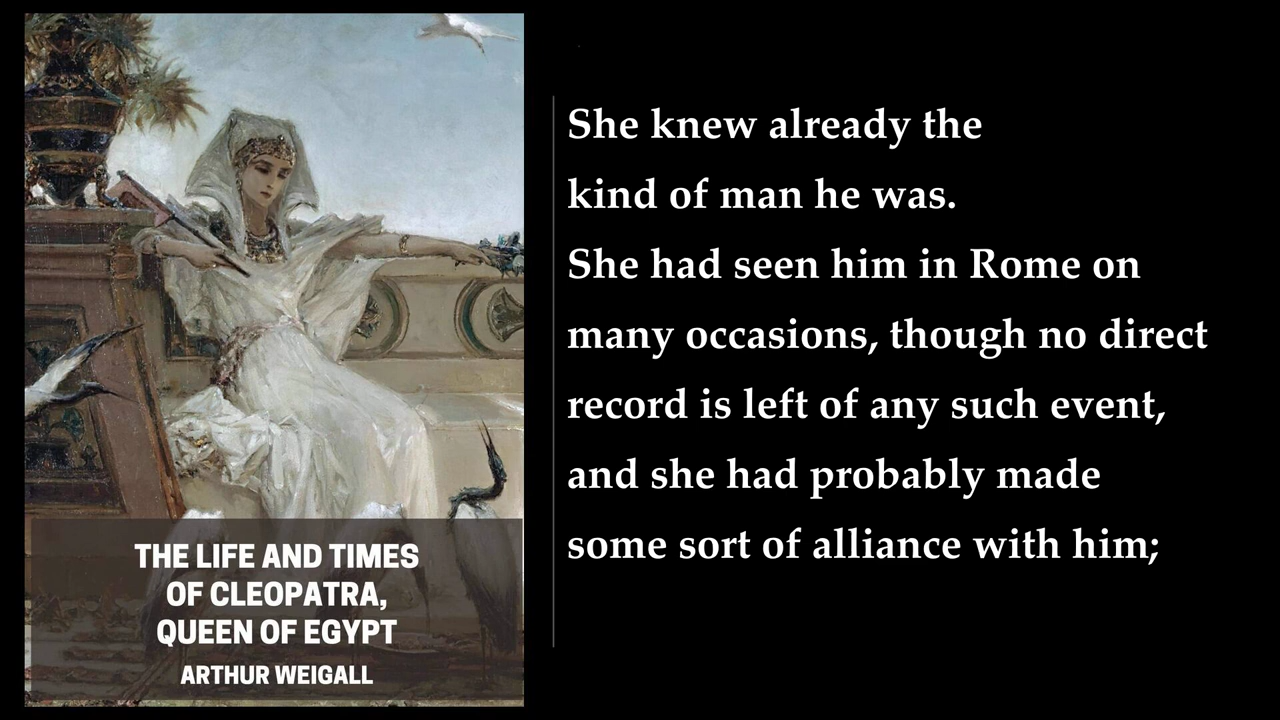 THE LIFE AND TIMES
OF CLEOPATRA,
QUEEN OF EGYPT
ARTHUR WEIGALL
She knew already the
kind of man he was.
She had seen him in Rome on
many occasions, though no direct
record is left of any such event,
and she had probably made
some sort of alliance with him;